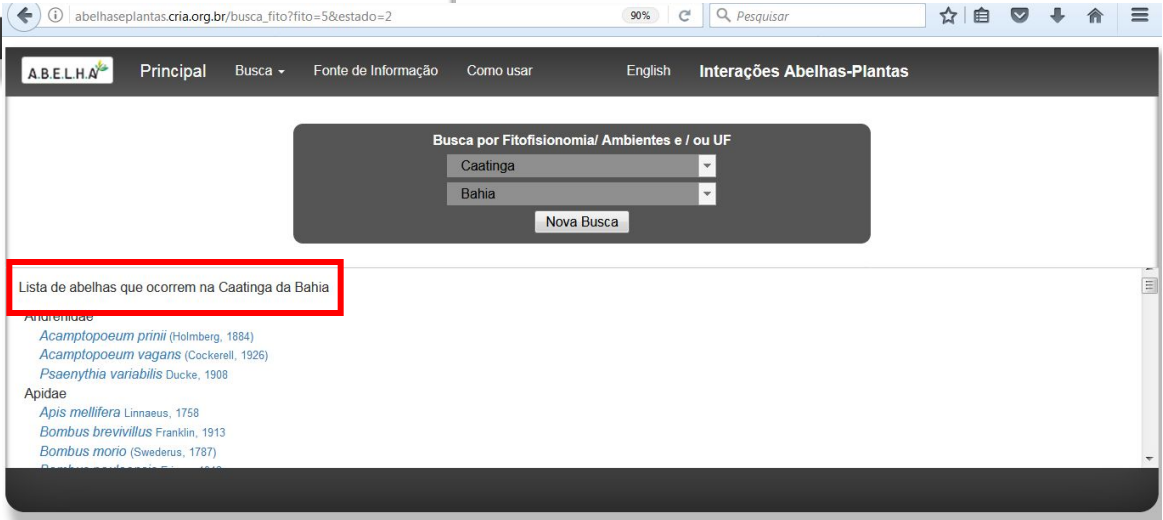 abelhaseplantas.cria.org.br/busca_fito?fito=5&estado=2
90%
Pesquisar
A.B.E.L.H.A
Principal
Busca
Fonte de Informação
Como usar
English
Interações Abelhas-Plantas
Busca por Fitofisionomia/ Ambientes e / ou UF
Caatinga
Bahia
Nova Busca
Lista de abelhas que ocorrem na Caatinga da Bahia
Andrenidae
Acamptopoeum prinii (Holmberg, 1884)
Acamptopoeum vagans (Cockerell, 1926)
Psaenythia variabilis Ducke, 1908
Apidae
Apis mellifera Linnaeus, 1758
Bombus brevivillus Franklin, 1913
Bombus morio (Swederus, 1787)